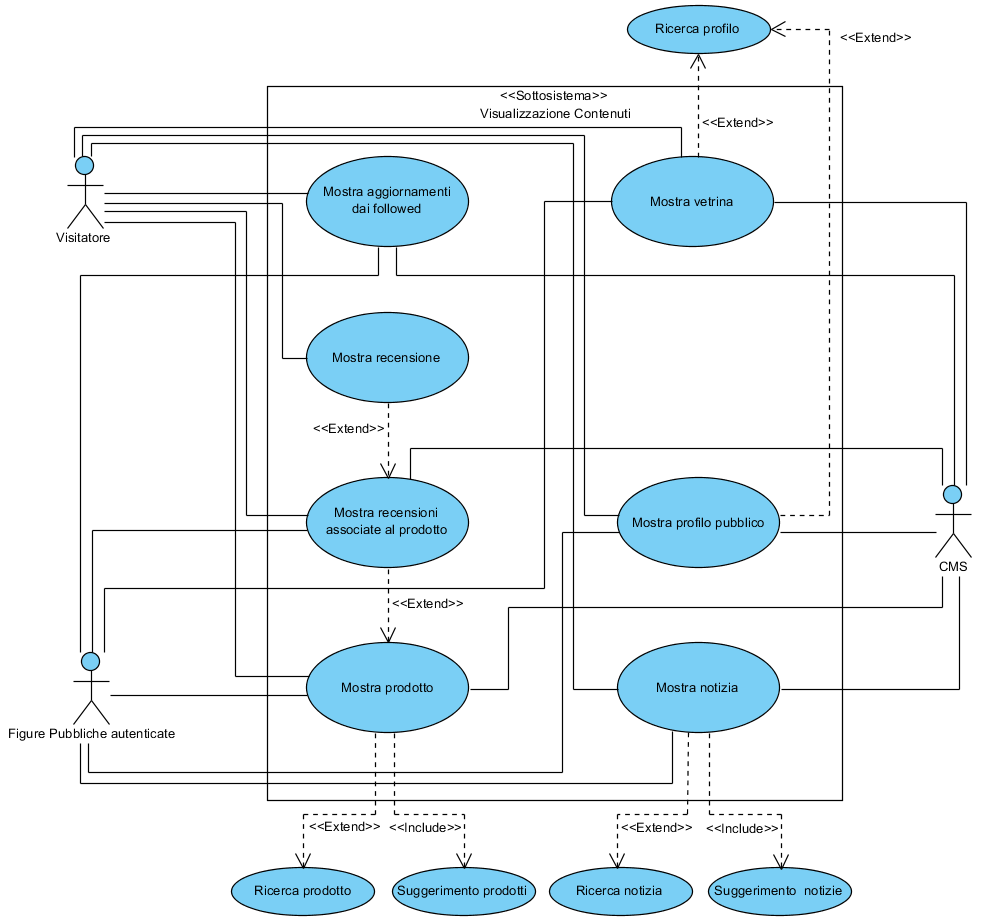 Ricerca profilo
<<Extend>>
<<Sottosistema>>
Visualizzazione Contenuti
<<Extend>>
Mostra aggiornamenti
dai followed
Mostra vetrina
Visitatore
Mostra recensione
<<Extend>>
Mostra recensioni
associate al prodotto
Mostra profilo pubblico
CMS
<<Extend>>
Mostra prodotto
Mostra notizia
Figure Pubbliche autenticate
<<Extend>>
<<Include>>
<<Extend>>
<<Include>>
Ricerca prodotto
Suggerimento prodotti
Ricerca notizia
Suggerimento notizie